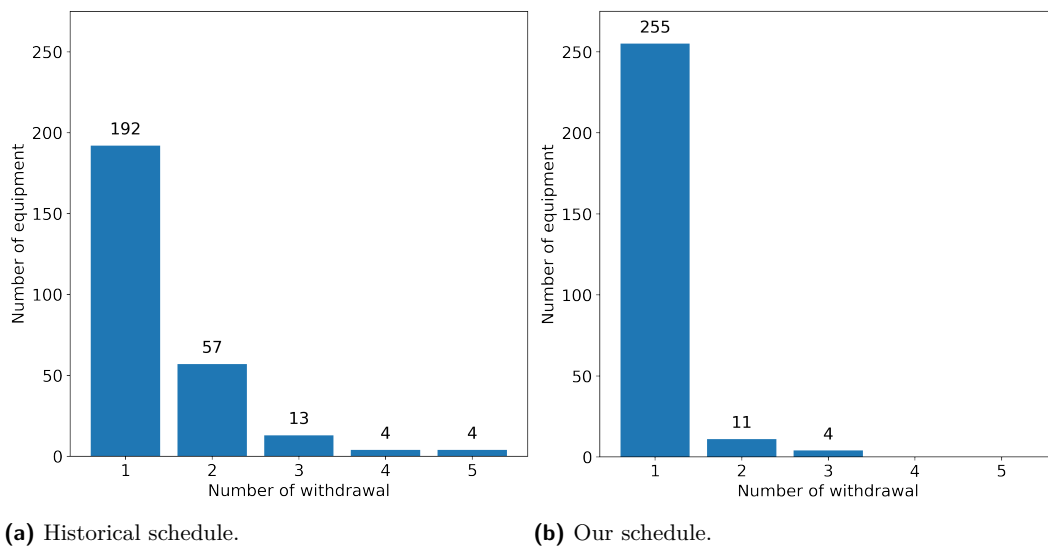 250
200
150
100
50
0
Number of equipment
192
57
13
4
4
1 2 3 4 5
Number of withdrawal
(a) Historical schedule.
250
200
150
100
50
0
Number of equipment
255
11
4
1 2 3 4 5
Number of withdrawal
(b) Our schedule.